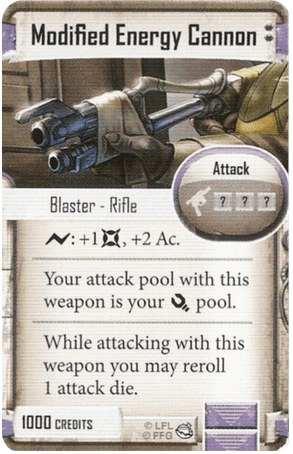 Modified Energy Cannon
Attack
? ? ?
Blaster - Rifle
: +1, +2 Ac.
Your attack pool with this
weapon is your pool.
While attacking with this
weapon you may reroll
1 attack die.
1000 CREDITS
© LFL
© FFG